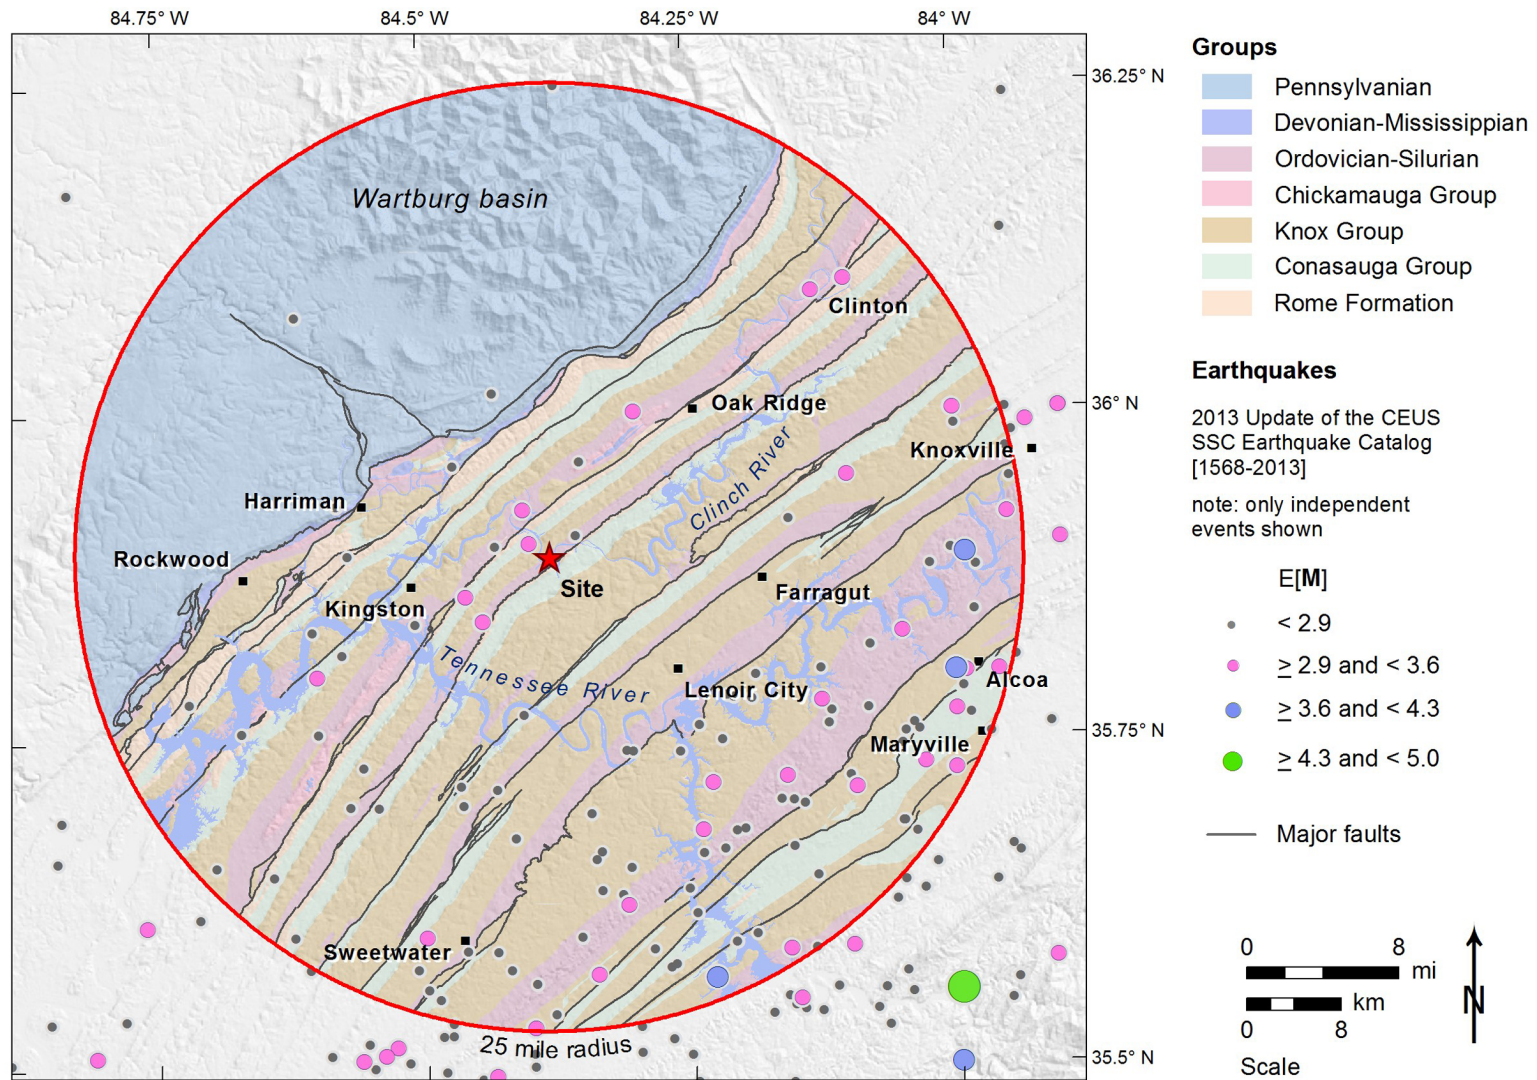 84.75° W
84.5° W
84.25° W
84° W
36.25° N
36° N
35.75° N
35.5° N
Wartburg basin
Clinton
Oak Ridge
Knoxville
Clinch River
Harriman
Rockwood
Kingston
Site
Farragut
Tennessee River
Lenoir City
Alcoa
Maryville
Sweetwater
25 mile radius
Groups
Pennsylvanian
Devonian-Mississippian
Ordovician-Silurian
Chickamauga Group
Knox Group
Conasauga Group
Rome Formation
Earthquakes
2013 Update of the CEUS
SSC Earthquake Catalog
[1568-2013]
note: only independent
events shown
E[M]
< 2.9
≥ 2.9 and < 3.6
≥ 3.6 and < 4.3
≥ 4.3 and < 5.0
Major faults
0 8
mi
km
0 8
Scale
N